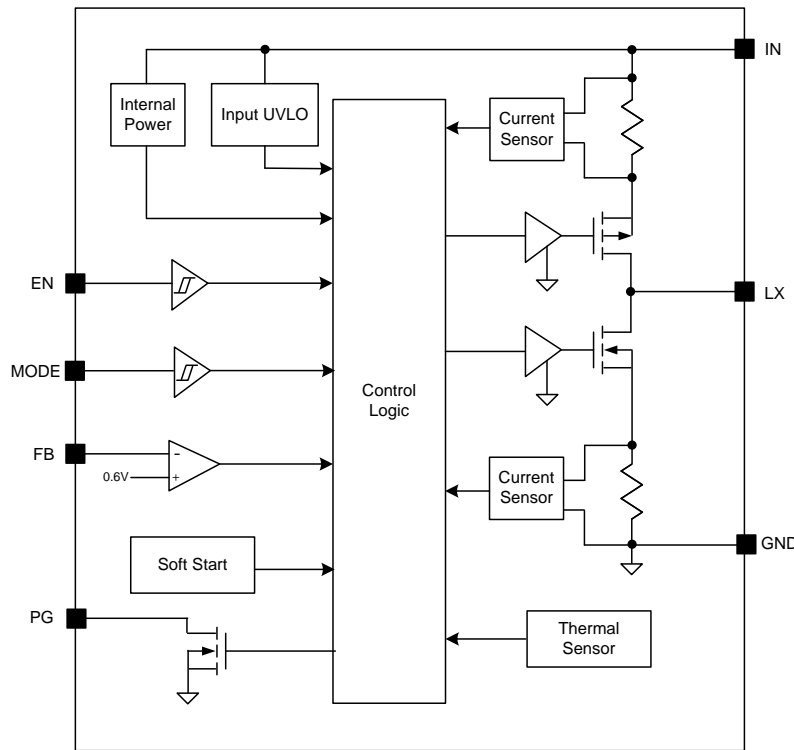 IN
Internal
Power
Input UVLO
Current
Sensor
EN
LX
MODE
Control
Logic
FB
-
0.6V
+
Current
Sensor
GND
Soft Start
PG
Thermal
Sensor